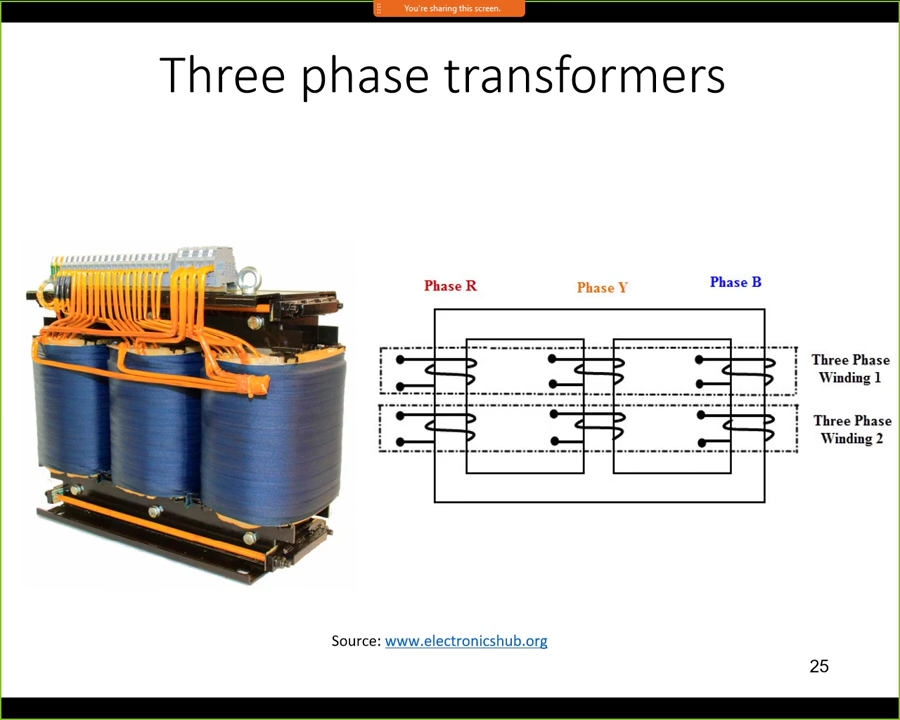 You're sharing this screen.
Three phase transformers
Phase R
Phase Y
Phase B
Three Phase
Winding 1
Three Phase
Winding 2
Source: www.electronicshub.org
25